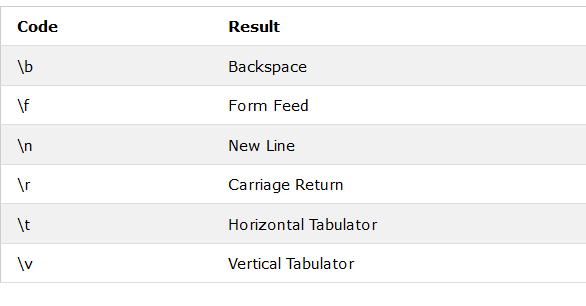 Code Result
\b Backspace
\f Form Feed
\n New Line
\r Carriage Return
\t Horizontal Tabulator
\v Vertical Tabulator